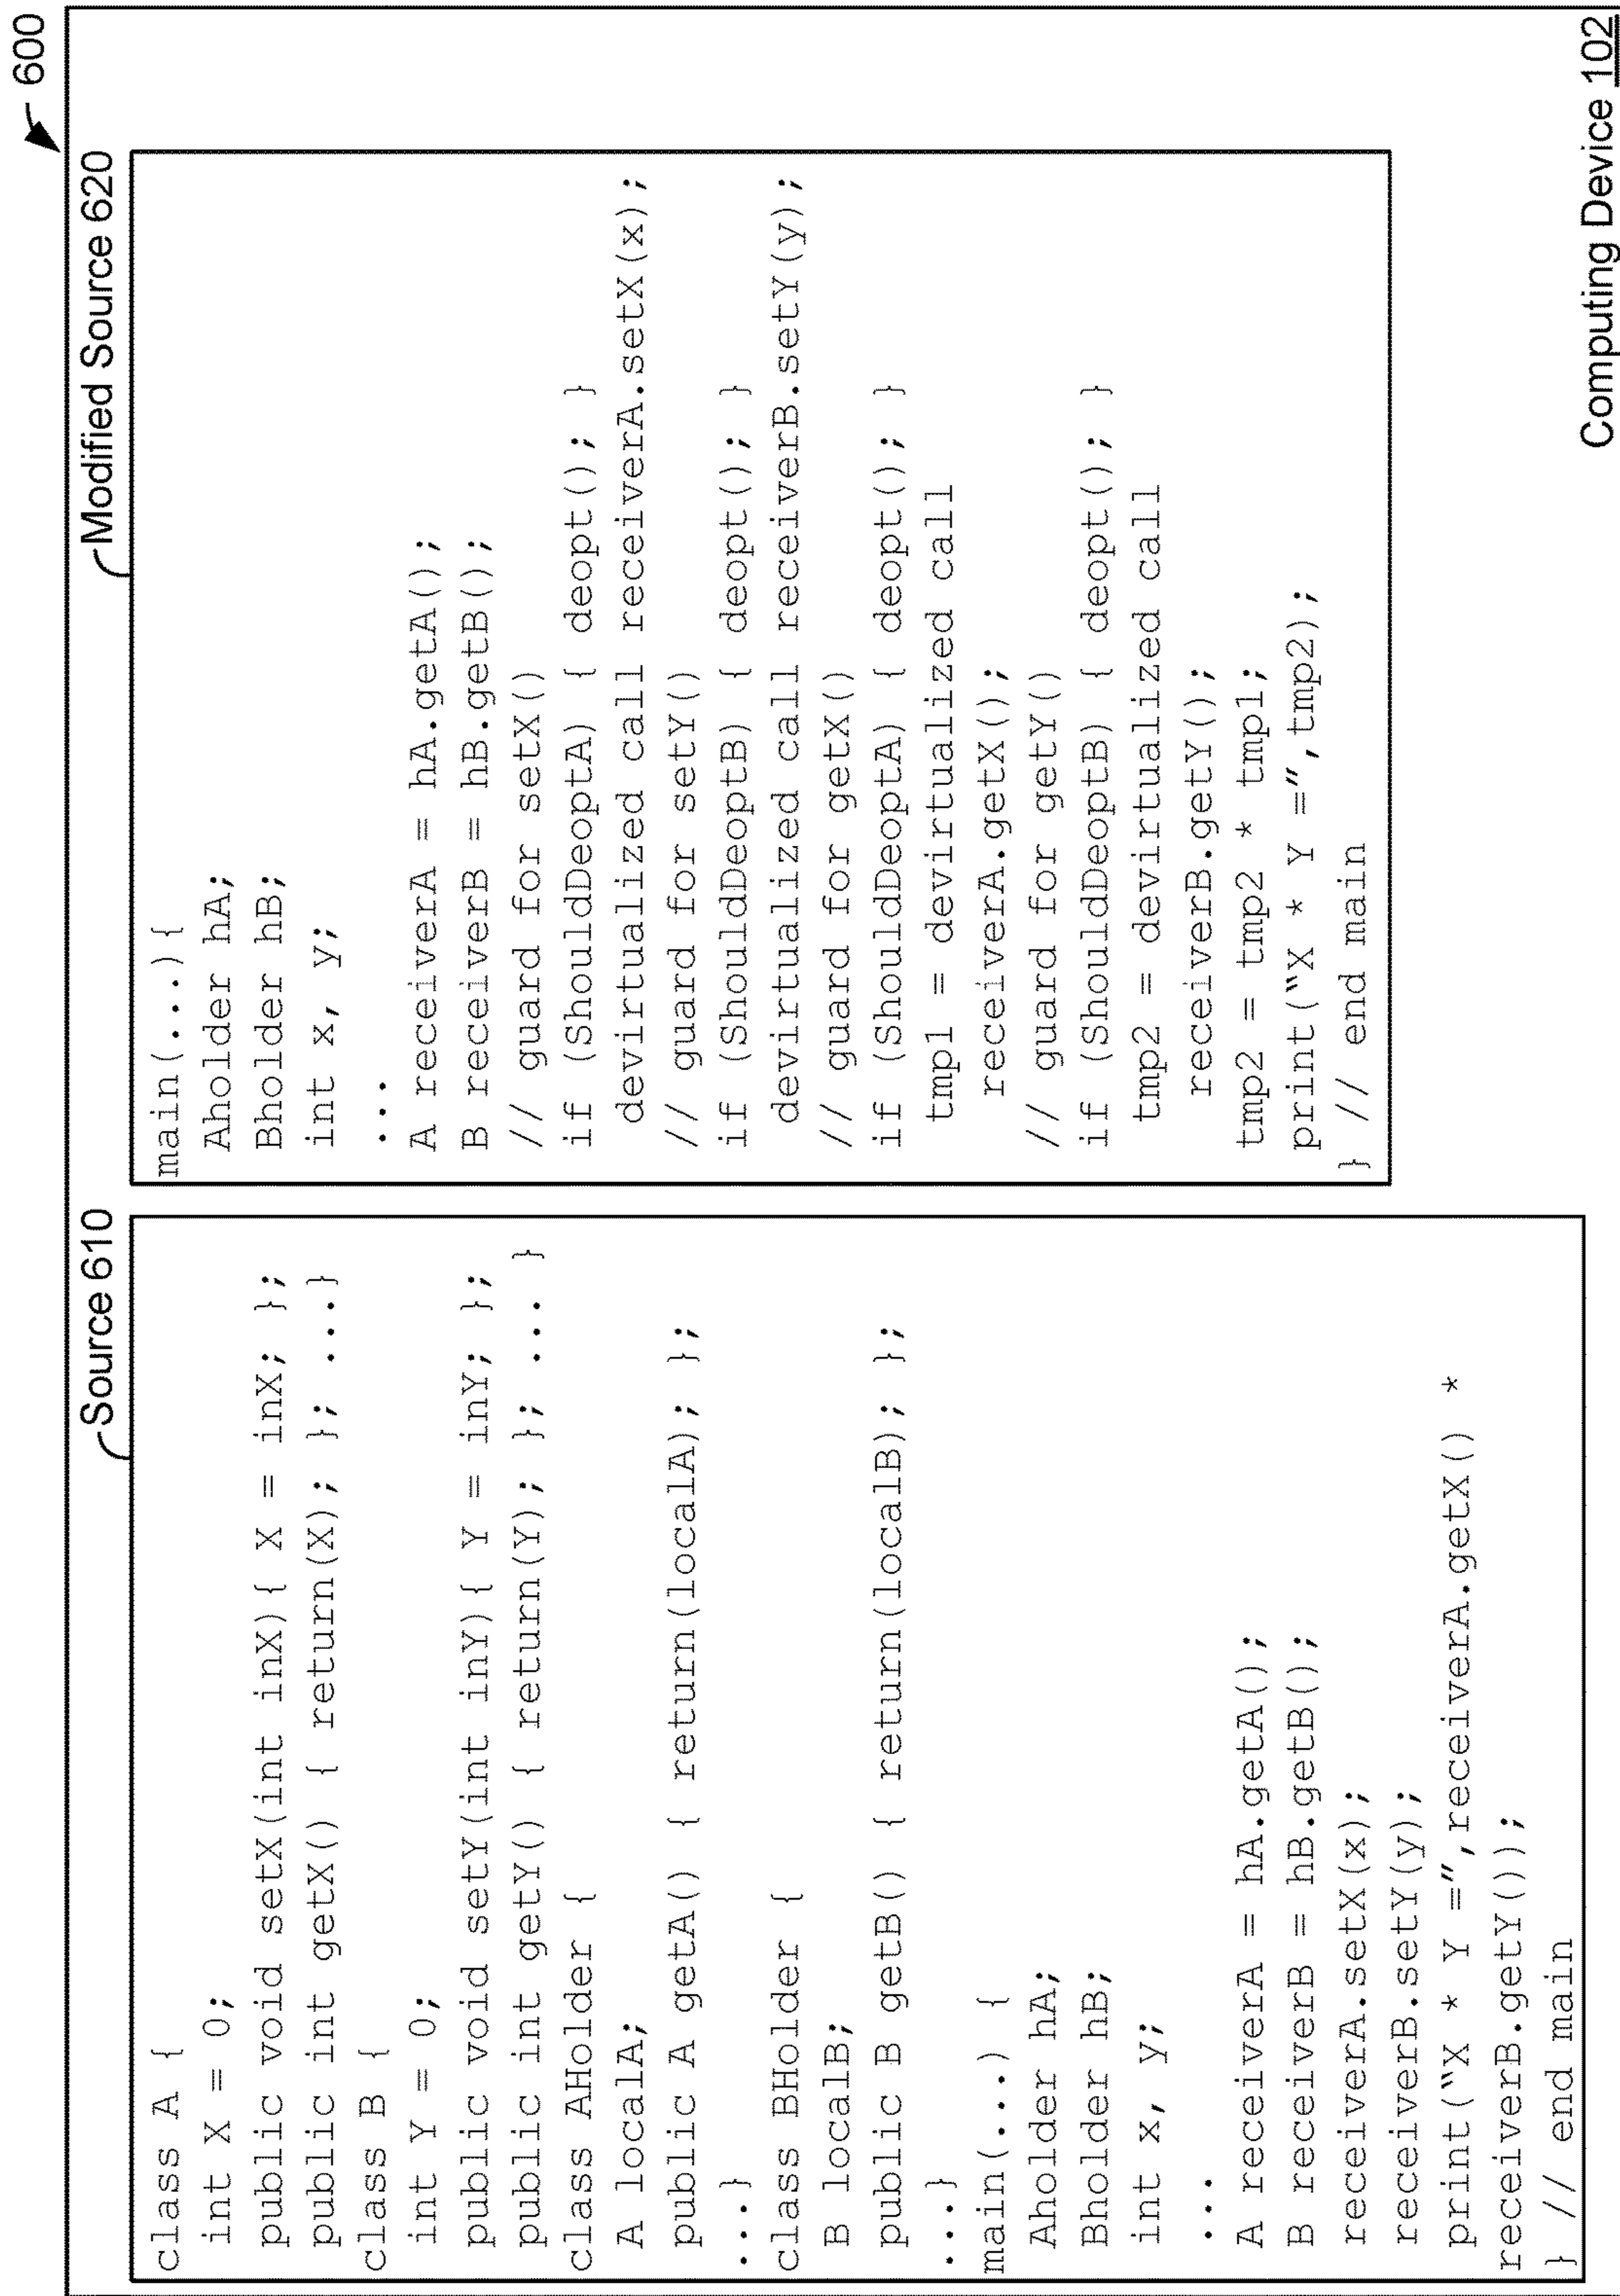 600
Source 610
class A {
int X = 0;
public void setX(int inX){ X = inX; };
public int getX() { return(X); }; ...}
class B {
int Y = 0;
public void setY(int inY){ Y = inY; };
public int getY() { return(Y); }; ... }
class AHolder {
A localA;
public A getA() { return(localA); };
...}
class BHolder {
B localB;
public B getB() { return(localB); };
...}
main(...) {
Aholder hA;
Bholder hB;
int x, y;
...
A receiverA = hA.getA();
B receiverB = hB.getB();
receiverA.setX(x);
receiverB.setY(y);
print("X * Y =",receiverA.getX() *
receiverB.getY());
} // end main
Modified Source 620
main(...){
Aholder hA;
Bholder hB;
int x, y;
...
A receiverA = hA.getA();
B receiverB = hB.getB();
// guard for setX()
if (ShouldDeoptA) { deopt(); }
devirtualized call receiverA.setX(x);
// guard for setY()
if (ShouldDeoptB) { deopt(); }
devirtualized call receiverB.setY(y);
// guard for getX()
if (ShouldDeoptA) { deopt(); }
tmp1 = devirtualized call
receiverA.getX();
// guard for getY()
if (ShouldDeoptB) { deopt(); }
tmp2 = devirtualized call
receiverB.getY();
tmp2 = tmp2 * tmp1;
print("X * Y =",tmp2);
} // end main
Computing Device 102